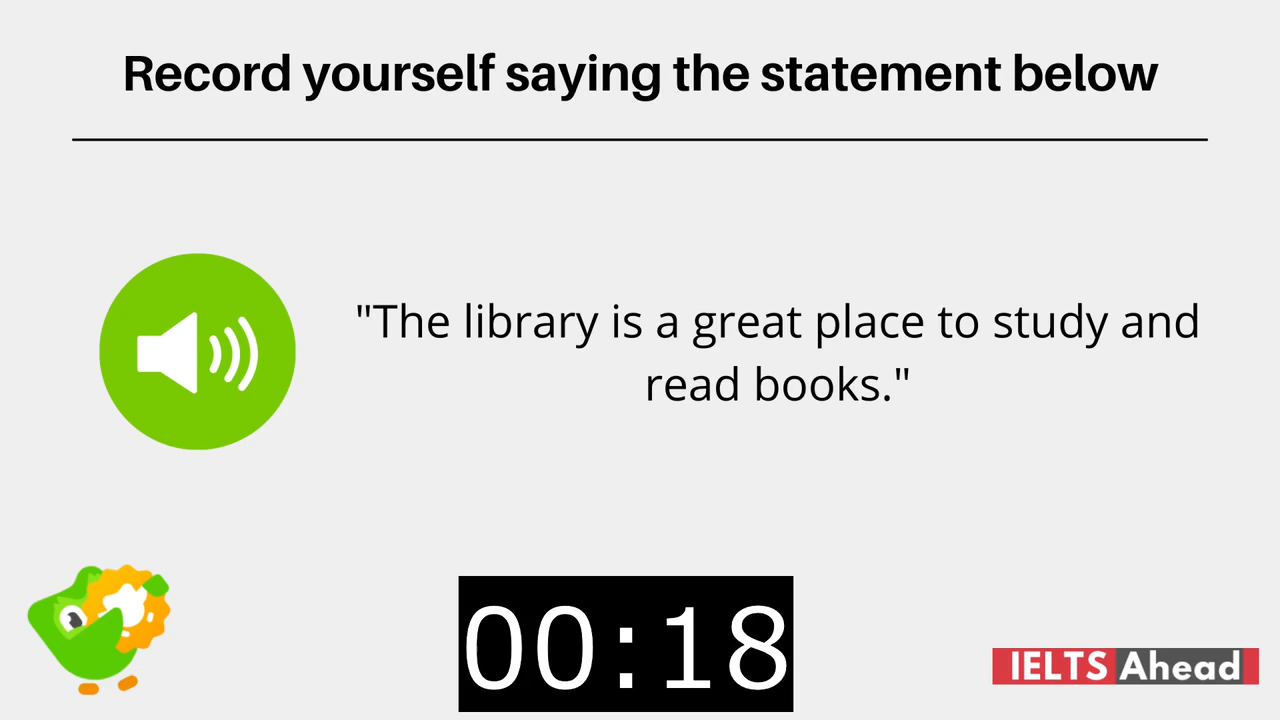 Record yourself saying the statement below
"The library is a great place to study and
read books."
00:18
IELTS Ahead